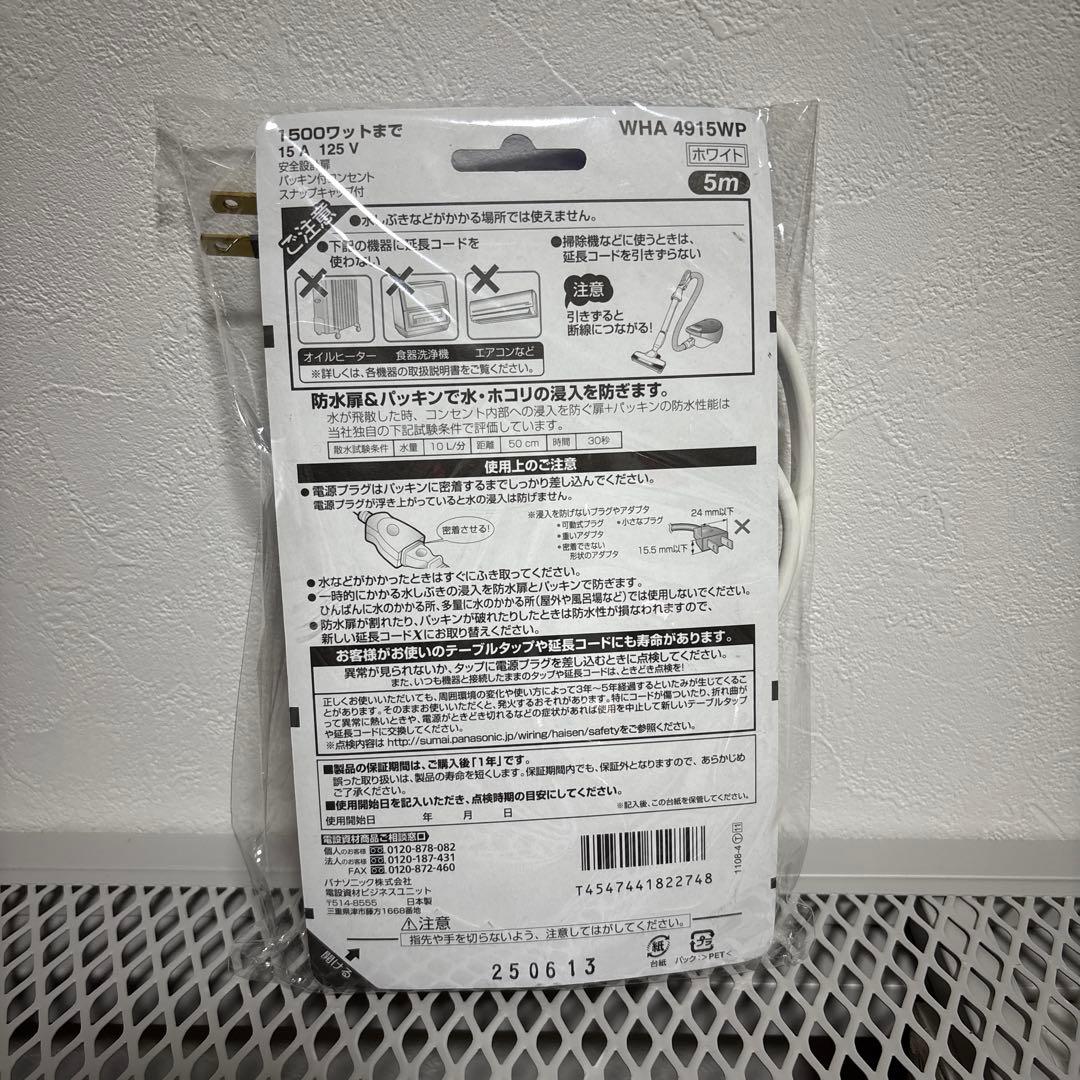 1500ワットまで
15 A 125 V
安全設計扉
パッキン付コンセント
スナップキャップ付
WHA 4915WP
ホワイト
5m
ご注意
●水しぶきなどがかかる場所では使えません。
●下記の機器に延長コードを
使わない
オイルヒーター 食器洗浄機 エアコンなど
※詳しくは、各機器の取扱説明書をご覧ください。
●掃除機などに使うときは、
延長コードを引きずらない
注意
引きずると
断線につながる!
防水扉&パッキンで水・ホコリの浸入を防ぎます。
水が飛散した時、コンセント内部への浸入を防ぐ扉+パッキンの防水性能は
当社独自の下記試験条件で評価しています。
散水試験条件 水量 10 L/分 距離 50 cm 時間 30秒
使用上のご注意
●電源プラグはパッキンに密着するまでしっかり差し込んでください。
電源プラグが浮き上がっていると水の浸入は防げません。
密着させる!
※浸入を防げないプラグやアダプタ
・可動式プラグ ・小さなプラグ
・重いアダプタ
・密着できない
形状のアダプタ
24 mm以下
15.5 mm以下
●水などがかかったときはすぐにふき取ってください。
●一時的にかかる水しぶきの浸入を防水扉とパッキンで防ぎます。
ひんぱんに水のかかる所、多量に水のかかる所(屋外や風呂場など)では使用しないでください。
●防水扉が割れたり、パッキンが破れたりしたときは防水性が損なわれますので、
新しい延長コードXにお取り替えください。
お客様がお使いのテーブルタップや延長コードにも寿命があります。
異常が見られないか、タップに電源プラグを差し込むときに点検してください。
また、いつも機器と接続したままのタップや延長コードは、ときどき点検を!
正しくお使いいただいても、周囲環境の変化や使い方によって3年〜5年経過するといたみが生じてくるこ
とがあります。そのままお使いいただくと、発火するおそれがあります。特にコードが傷ついたり、折れ曲が
って異常に熱いときや、電源がときどき切れるなどの症状があれば使用を中止して新しいテーブルタップ
や延長コードに交換してください。
※点検内容は http://sumai.panasonic.jp/wiring/haisen/safetyをご参照ください。
■製品の保証期間は、ご購入後「1年」です。
誤った取り扱いは、製品の寿命を短くします。保証期間内でも、保証外となりますので、あらかじめ
ご了承ください。
■使用開始日を記入いただき、点検時期の目安にしてください。
※記入後、この台紙を保管してください。
使用開始日 年 月 日
電設資材商品ご相談窓口
個人のお客様 0120-878-082
法人のお客様 0120-187-431
FAX 0120-872-460
パナソニック株式会社
電設資材ビジネスユニット
〒514-8555 日本製
三重県津市藤方1668番地
T4547441822748
1108-4 T 11
⚠注意
指先や手を切らないよう、注意してはがしてください。
開ける
250613
紙
台紙
プラ
パック:>PET<